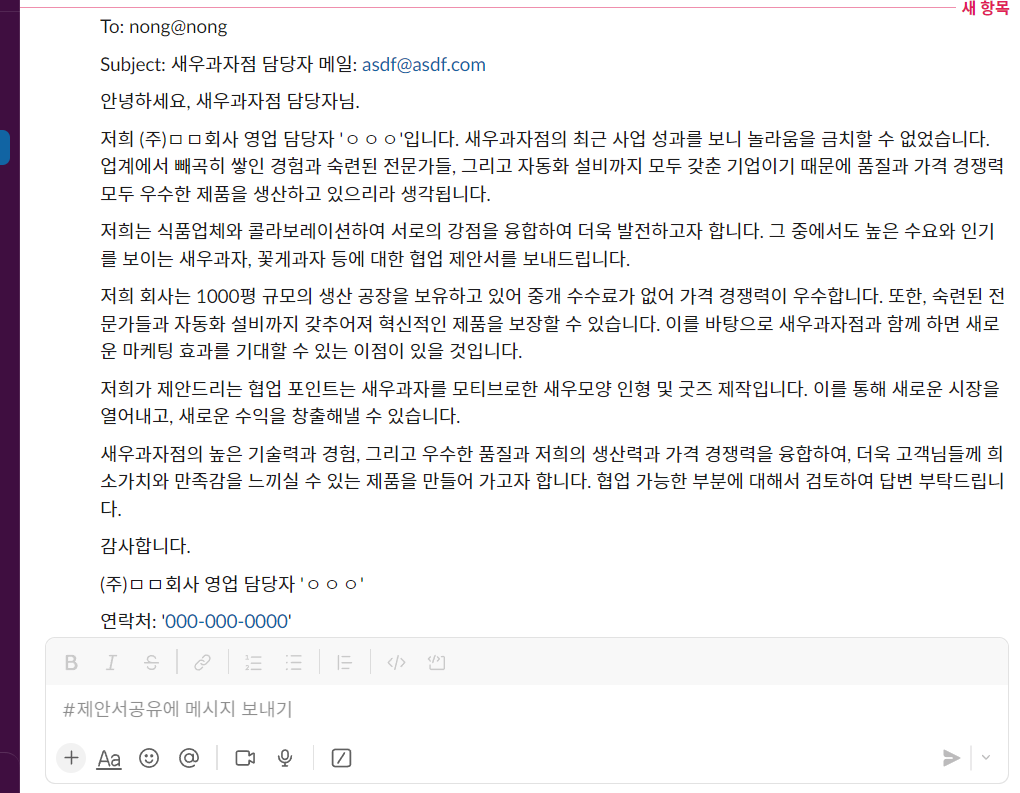 새 항목
To: nong@nong
Subject: 새우과자점 담당자 메일: asdf@asdf.com
안녕하세요, 새우과자점 담당자님.
저희 (주)ㅁㅁ회사 영업 담당자 'ㅇㅇㅇ'입니다. 새우과자점의 최근 사업 성과를 보니 놀라움을 금치할 수 없었습니다.
업계에서 빼곡히 쌓인 경험과 숙련된 전문가들, 그리고 자동화 설비까지 모두 갖춘 기업이기 때문에 품질과 가격 경쟁력
모두 우수한 제품을 생산하고 있으리라 생각됩니다.
저희는 식품업체와 콜라보레이션하여 서로의 강점을 융합하여 더욱 발전하고자 합니다. 그 중에서도 높은 수요와 인기
를 보이는 새우과자, 꽃게과자 등에 대한 협업 제안서를 보내드립니다.
저희 회사는 1000평 규모의 생산 공장을 보유하고 있어 중개 수수료가 없어 가격 경쟁력이 우수합니다. 또한, 숙련된 전
문가들과 자동화 설비까지 갖추어져 혁신적인 제품을 보장할 수 있습니다. 이를 바탕으로 새우과자점과 함께 하면 새로
운 마케팅 효과를 기대할 수 있는 이점이 있을 것입니다.
저희가 제안드리는 협업 포인트는 새우과자를 모티브로한 새우모양 인형 및 굿즈 제작입니다. 이를 통해 새로운 시장을
열어내고, 새로운 수익을 창출해낼 수 있습니다.
새우과자점의 높은 기술력과 경험, 그리고 우수한 품질과 저희의 생산력과 가격 경쟁력을 융합하여, 더욱 고객님들께 희
소가치와 만족감을 느끼실 수 있는 제품을 만들어 가고자 합니다. 협업 가능한 부분에 대해서 검토하여 답변 부탁드립니
다.
감사합니다.
(주)ㅁㅁ회사 영업 담당자 'ㅇㅇㅇ'
연락처: '000-000-0000'
#제안서공유에 메시지 보내기